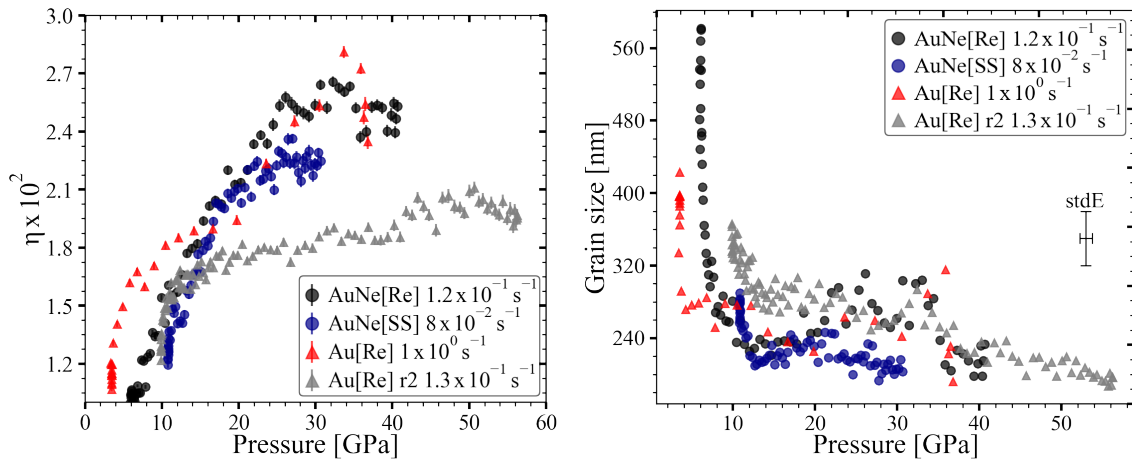 3.0
2.7
2.4
2.1
1.8
1.5
1.2
η x 10²
0 10 20 30 40 50 60
Pressure [GPa]
AuNe[Re] 1.2 x 10⁻¹ s⁻¹
AuNe[SS] 8 x 10⁻² s⁻¹
Au[Re] 1 x 10⁰ s⁻¹
Au[Re] r2 1.3 x 10⁻¹ s⁻¹
560
480
400
320
240
Grain size [nm]
10 20 30 40 50
Pressure [GPa]
AuNe[Re] 1.2 x 10⁻¹ s⁻¹
AuNe[SS] 8 x 10⁻² s⁻¹
Au[Re] 1 x 10⁰ s⁻¹
Au[Re] r2 1.3 x 10⁻¹ s⁻¹
stdE